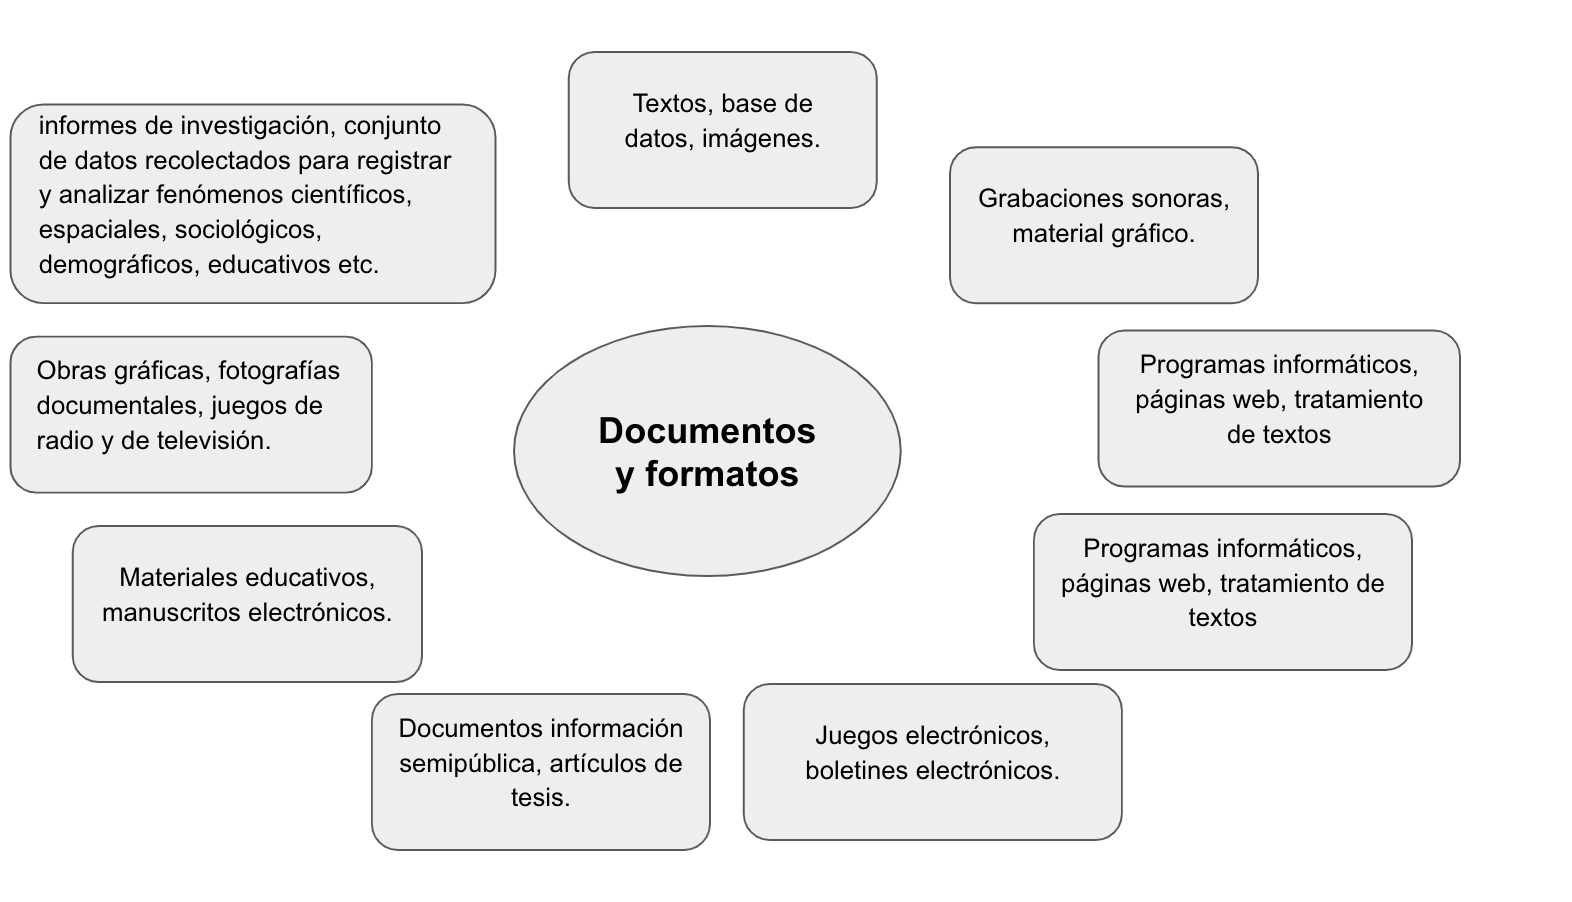 Textos, base de
datos, imágenes.
informes de investigación, conjunto
de datos recolectados para registrar
y analizar fenómenos científicos,
espaciales, sociológicos,
demográficos, educativos etc.
Grabaciones sonoras,
material gráfico.
Obras gráficas, fotografías
documentales, juegos de
radio y de televisión.
Documentos
y formatos
Programas informáticos,
páginas web, tratamiento
de textos
Materiales educativos,
manuscritos electrónicos.
Programas informáticos,
páginas web, tratamiento de
textos
Documentos información
semipública, artículos de
tesis.
Juegos electrónicos,
boletines electrónicos.